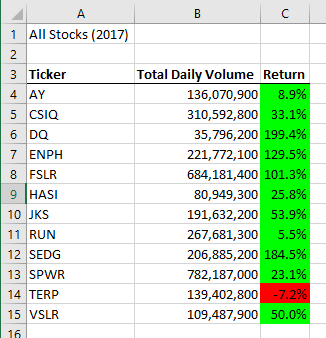 A B C
1 All Stocks (2017)
2
3 Ticker Total Daily Volume Return
4 AY 136,070,900 8.9%
5 CSIQ 310,592,800 33.1%
6 DQ 35,796,200 199.4%
7 ENPH 221,772,100 129.5%
8 FSLR 684,181,400 101.3%
9 HASI 80,949,300 25.8%
10 JKS 191,632,200 53.9%
11 RUN 267,681,300 5.5%
12 SEDG 206,885,200 184.5%
13 SPWR 782,187,000 23.1%
14 TERP 139,402,800 -7.2%
15 VSLR 109,487,900 50.0%
16